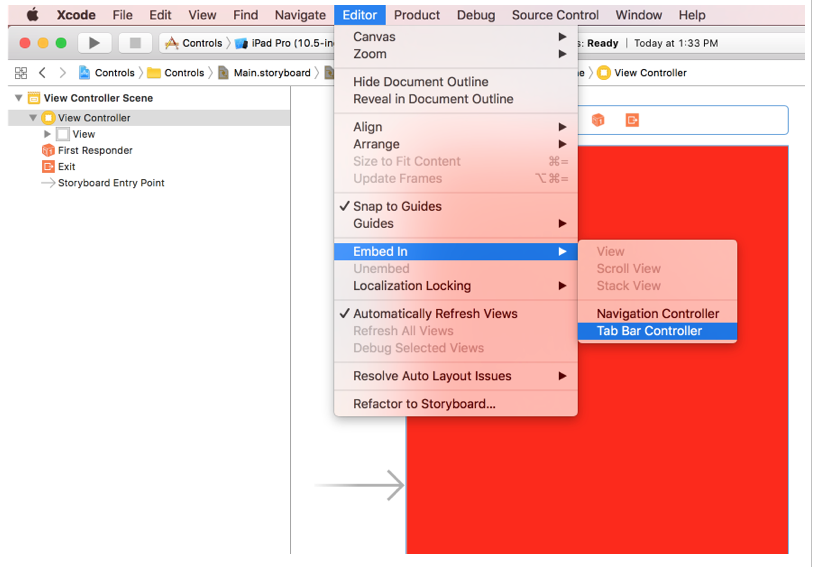 Xcode File Edit View Find Navigate Editor Product Debug Source Control Window Help
Controls iPad Pro (10.5-in
s: Ready | Today at 1:33 PM
Controls Controls Main.storyboard
ne View Controller
View Controller Scene
View Controller
View
First Responder
Exit
Storyboard Entry Point
Canvas
Zoom
Hide Document Outline
Reveal in Document Outline
Align
Arrange
Size to Fit Content ⌘=
Update Frames ⌥⌘=
✓ Snap to Guides
Guides
Embed In
Unembed
Localization Locking
✓ Automatically Refresh Views
Refresh All Views
Debug Selected Views
Resolve Auto Layout Issues
Refactor to Storyboard...
View
Scroll View
Stack View
Navigation Controller
Tab Bar Controller